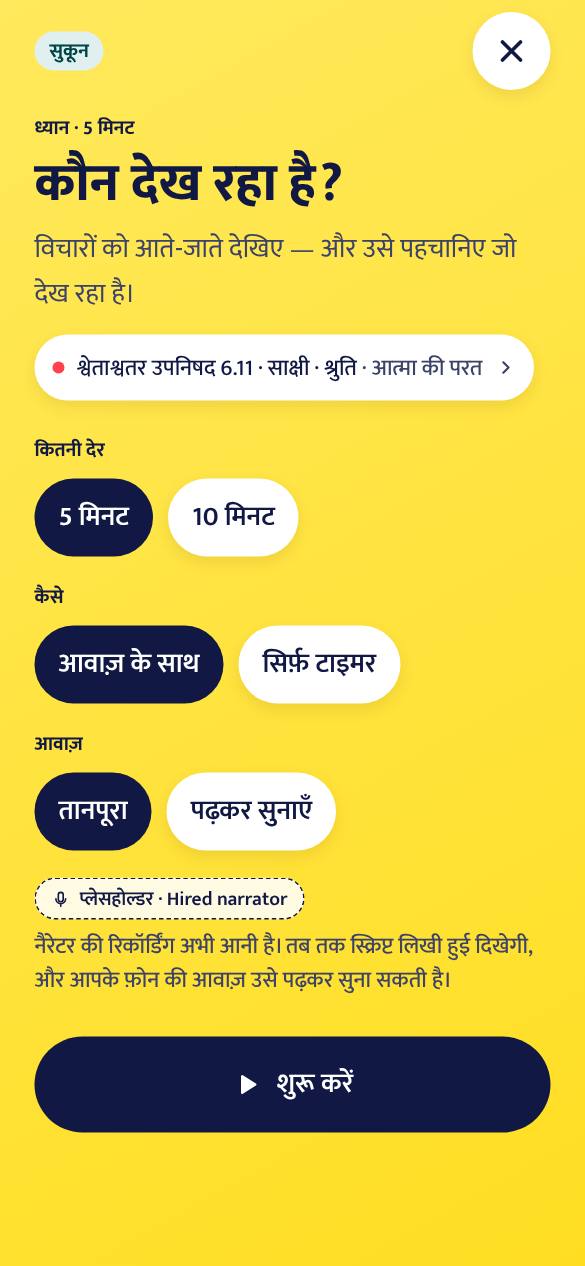 सुकून
ध्यान · 5 मिनट
कौन देख रहा है?
विचारों को आते-जाते देखिए — और उसे पहचानिए जो
देख रहा है।
श्वेताश्वतर उपनिषद 6.11 · साक्षी · श्रुति · आत्मा की परत
कितनी देर
5 मिनट
10 मिनट
कैसे
आवाज़ के साथ
सिर्फ़ टाइमर
आवाज़
तानपूरा
पढ़कर सुनाएँ
प्लेसहोल्डर · Hired narrator
नैरेटर की रिकॉर्डिंग अभी आनी है। तब तक स्क्रिप्ट लिखी हुई दिखेगी,
और आपके फ़ोन की आवाज़ उसे पढ़कर सुना सकती है।
शुरू करें